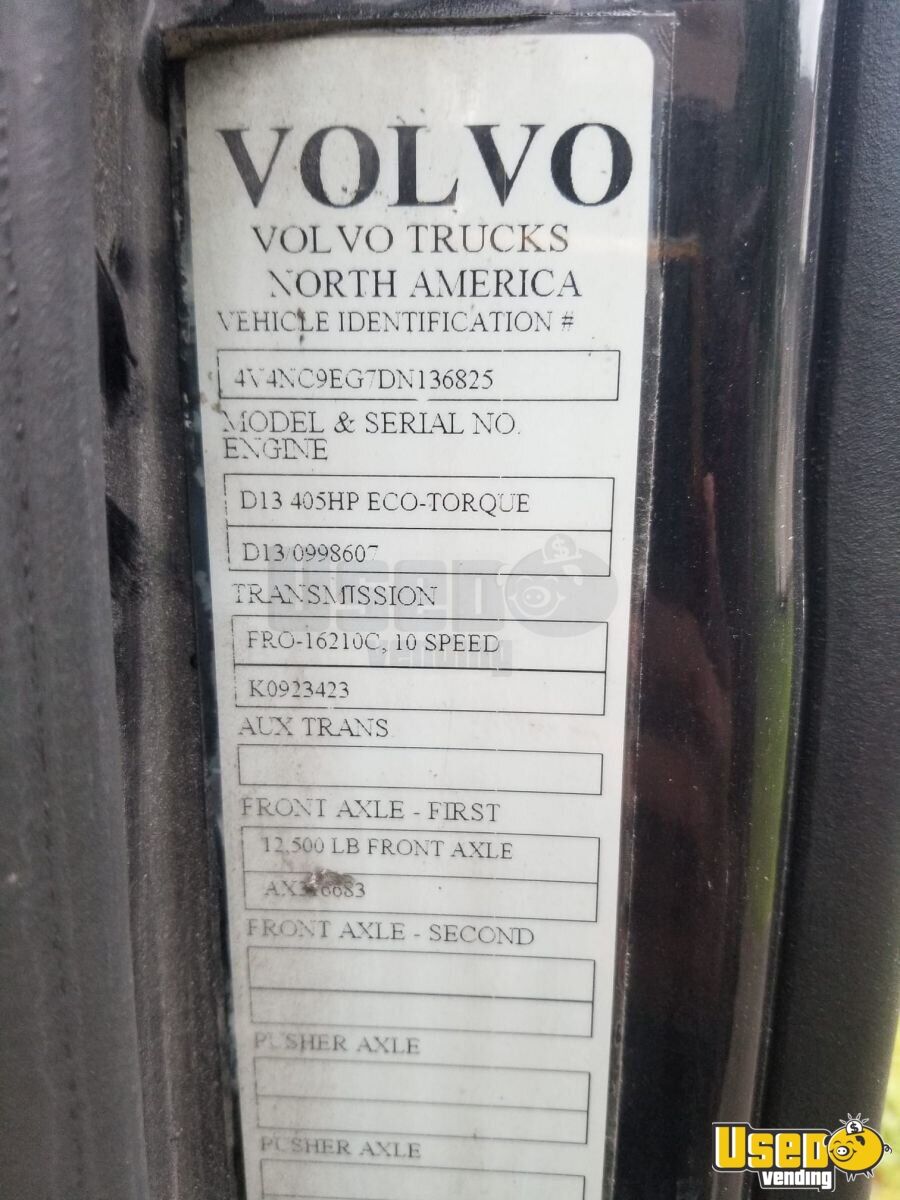 VOLVO
VOLVO TRUCKS
NORTH AMERICA
VEHICLE IDENTIFICATION #
4V4NC9EG7DN136825
MODEL & SERIAL NO.
ENGINE
D13 405HP ECO-TORQUE
D13/0998607
TRANSMISSION
FRO-16210C, 10 SPEED
K0923423
AUX TRANS
FRONT AXLE - FIRST
12,500 LB FRONT AXLE
FRONT AXLE - SECOND
PUSHER AXLE
PUSHER AXLE
USED
vending
USED
vending